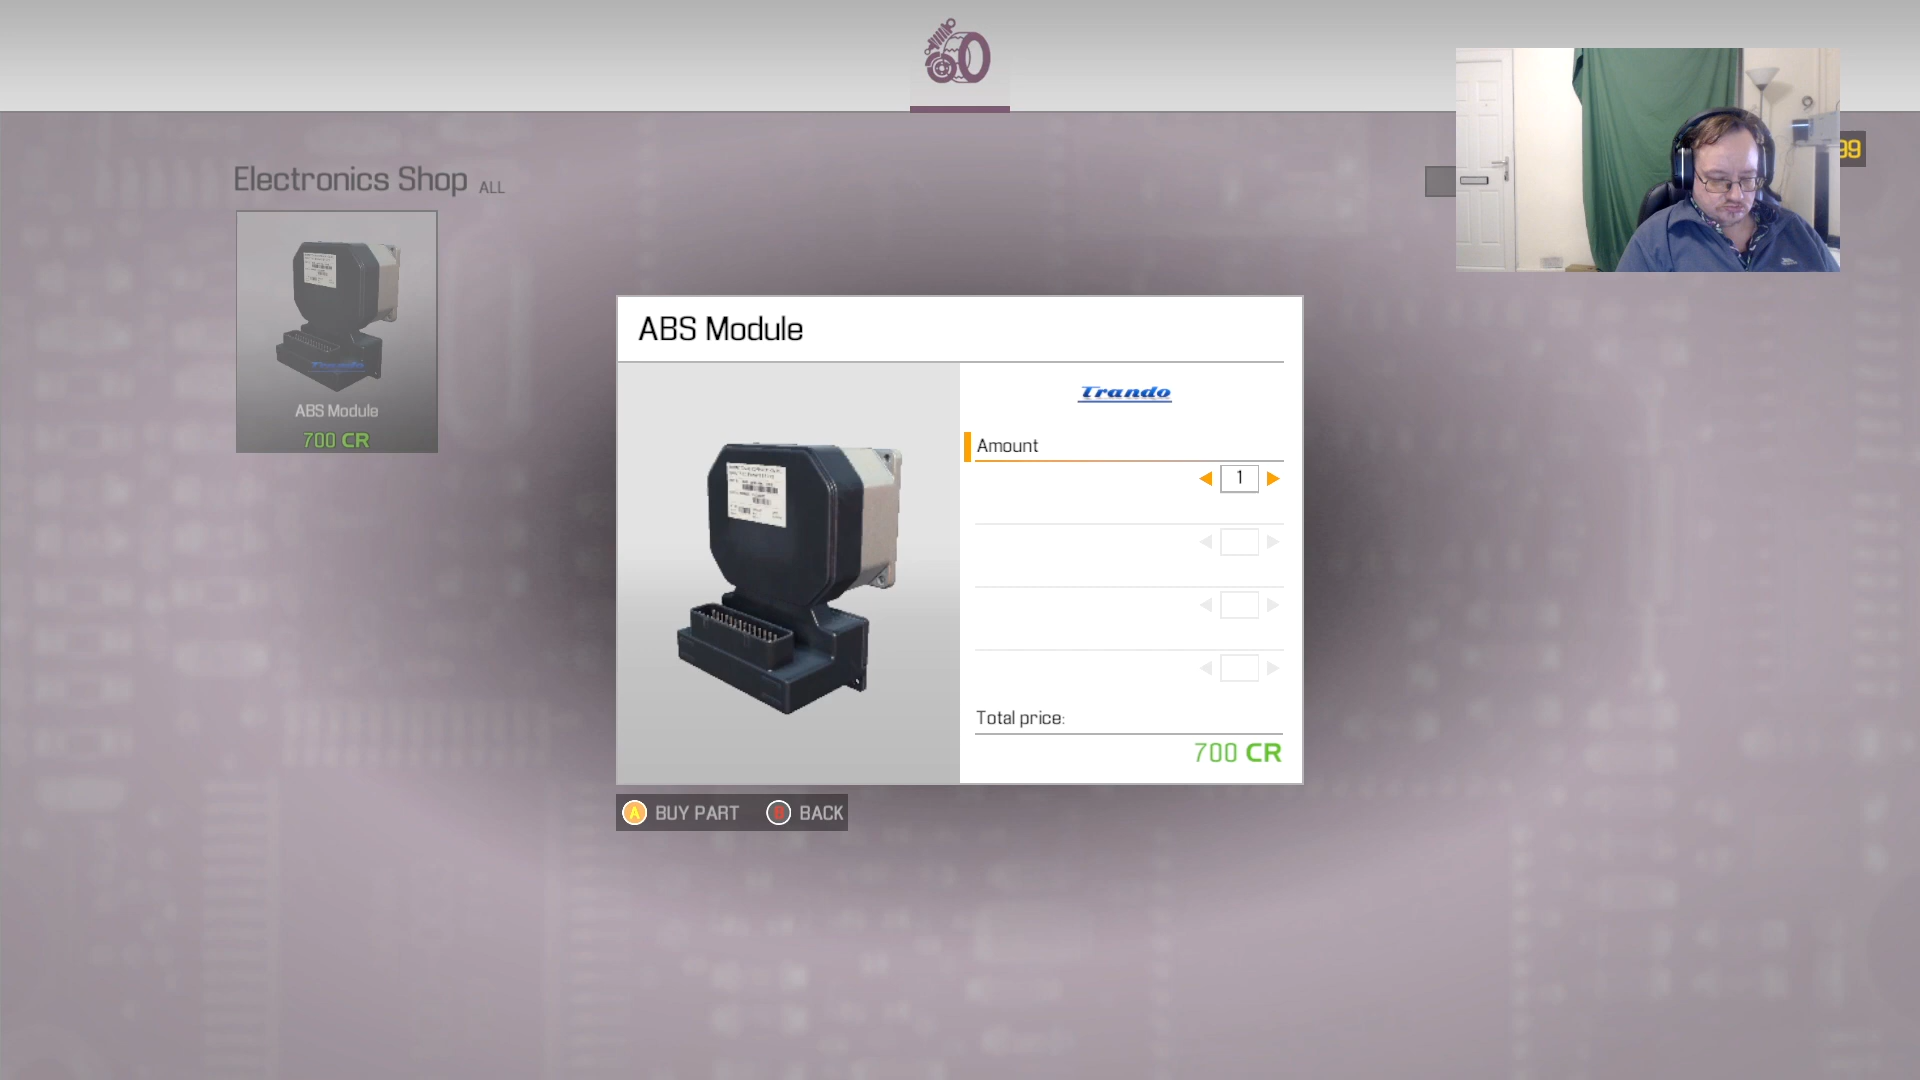 Electronics Shop ALL
99
ABS Module
700 CR
ABS Module
Trando
Amount
1
Total price:
700 CR
A BUY PART B BACK